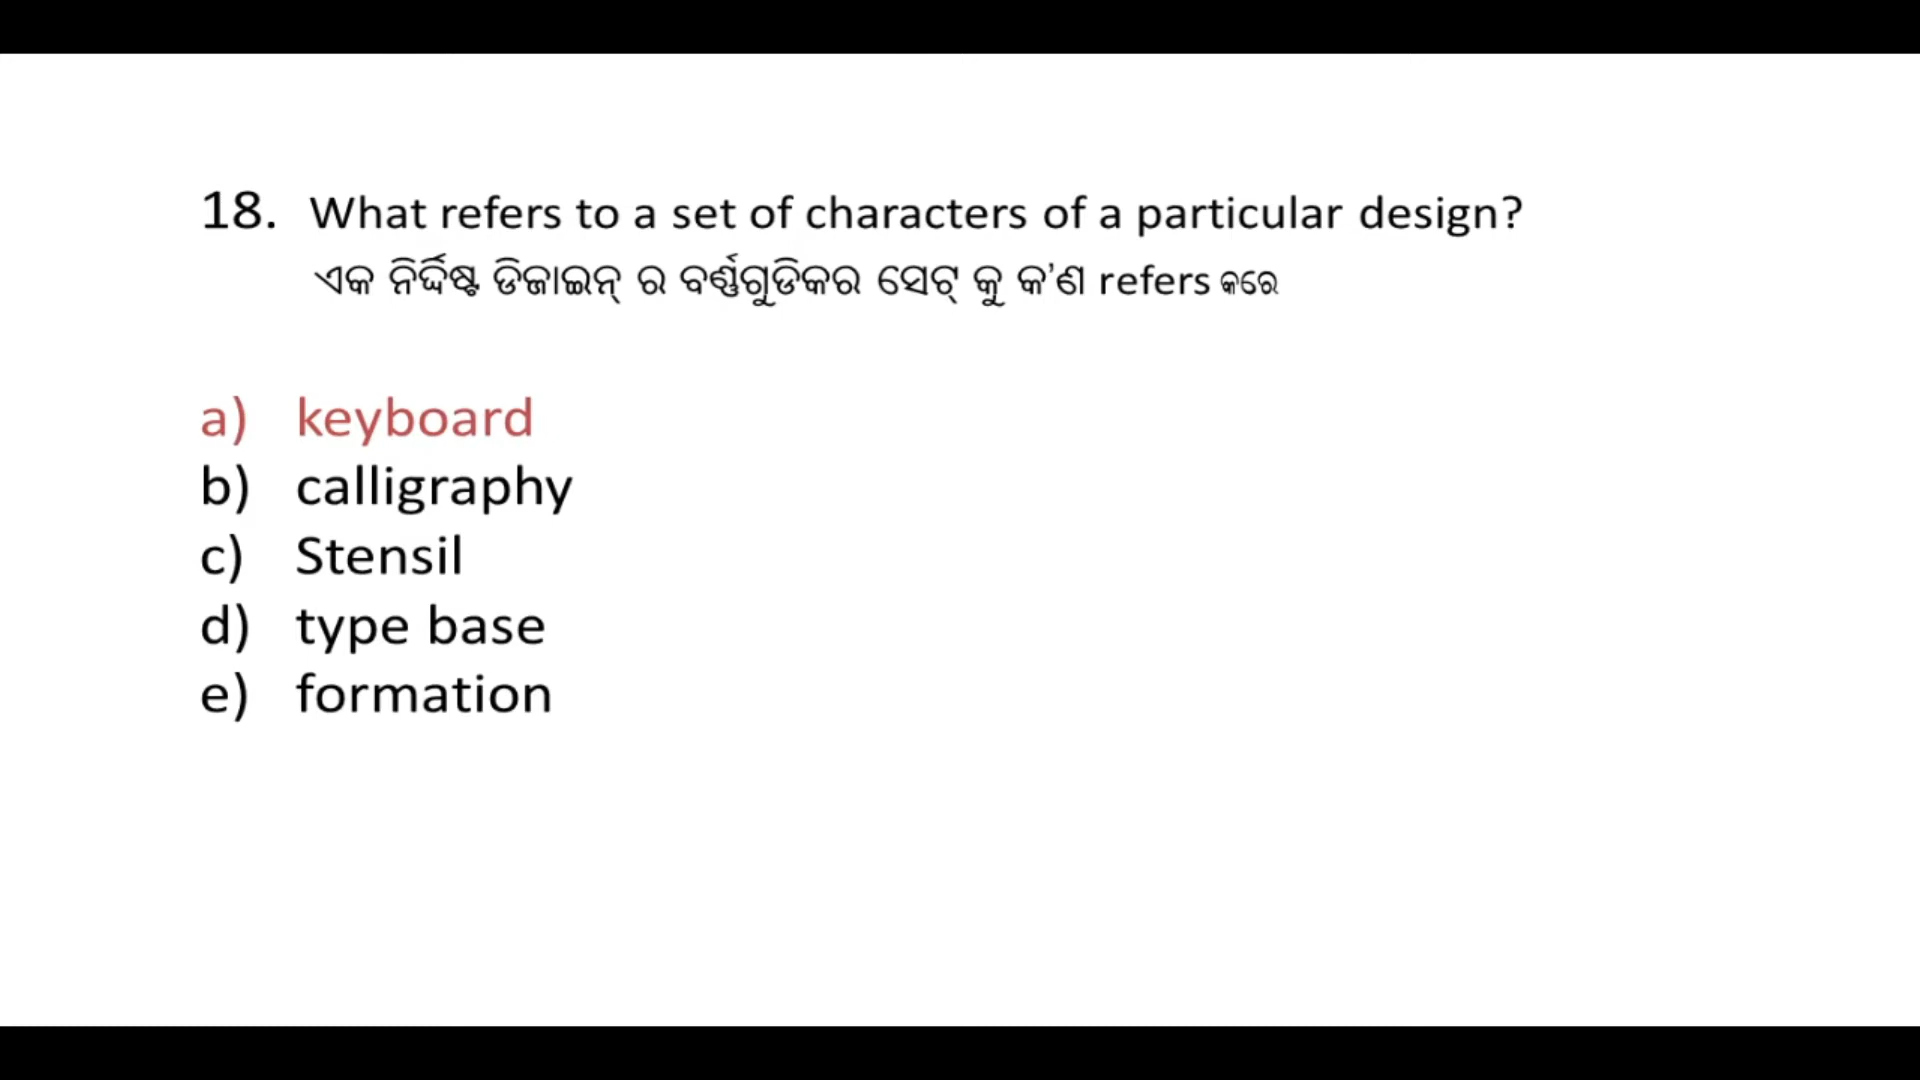 18. What refers to a set of characters of a particular design?
ଏକ ନିର୍ଦ୍ଦିଷ୍ଟ ଡିଜାଇନ୍ ର ବର୍ଣ୍ଣଗୁଡିକର ସେଟ୍ କୁ କ'ଣ refers କରେ
a) keyboard
b) calligraphy
c) Stensil
d) type base
e) formation